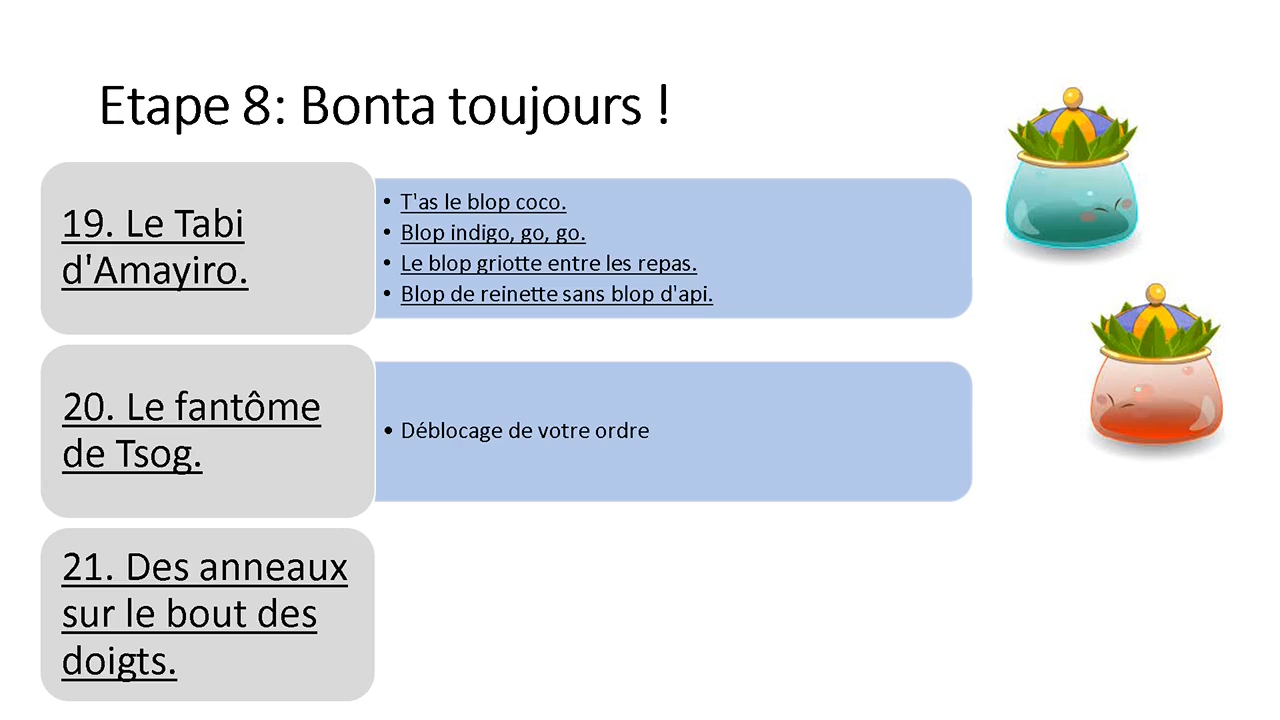 Etape 8: Bonta toujours !
19. Le Tabi
d'Amayiro.
• T'as le blop coco.
• Blop indigo, go, go.
• Le blop griotte entre les repas.
• Blop de reinette sans blop d'api.
20. Le fantôme
de Tsog.
• Déblocage de votre ordre
21. Des anneaux
sur le bout des
doigts.